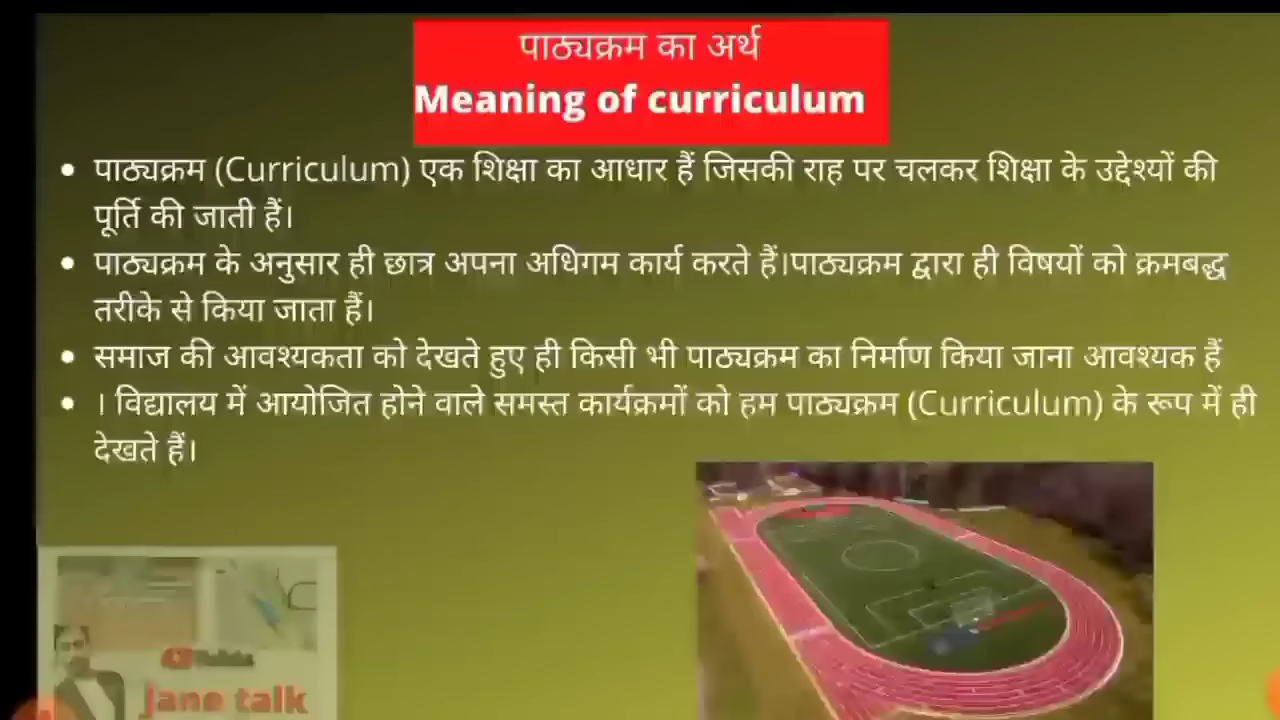 पाठ्यक्रम का अर्थ
Meaning of curriculum
• पाठ्यक्रम (Curriculum) एक शिक्षा का आधार हैं जिसकी राह पर चलकर शिक्षा के उद्देश्यों की
पूर्ति की जाती हैं।
• पाठ्यक्रम के अनुसार ही छात्र अपना अधिगम कार्य करते हैं।पाठ्यक्रम द्वारा ही विषयों को क्रमबद्ध
तरीके से किया जाता हैं।
• समाज की आवश्यकता को देखते हुए ही किसी भी पाठ्यक्रम का निर्माण किया जाना आवश्यक हैं
• । विद्यालय में आयोजित होने वाले समस्त कार्यक्रमों को हम पाठ्यक्रम (Curriculum) के रूप में ही
देखते हैं।
jane talk